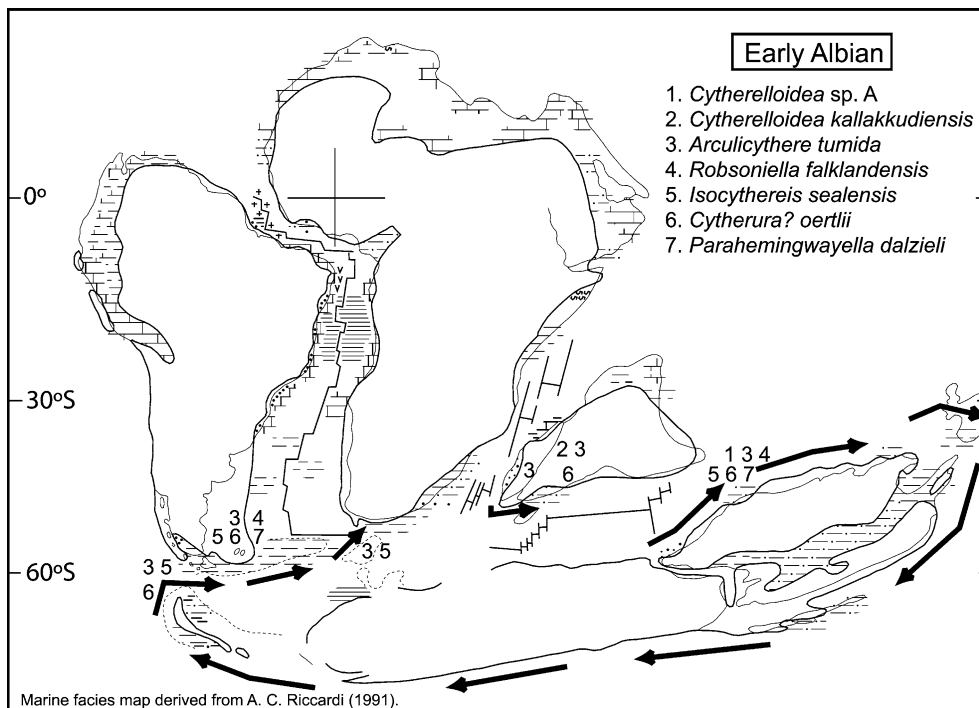 Early Albian
1. Cytherelloidea sp. A
2. Cytherelloidea kallakkudiensis
3. Arculicythere tumida
4. Robsoniella falklandensis
5. Isocythereis sealensis
6. Cytherura? oertlii
7. Parahemingwayella dalzieli
0º
30ºS
2 3
3
6
1 3 4
5 6 7
3 4
5 6 7
3 5
60ºS
3 5
6
Marine facies map derived from A. C. Riccardi (1991).